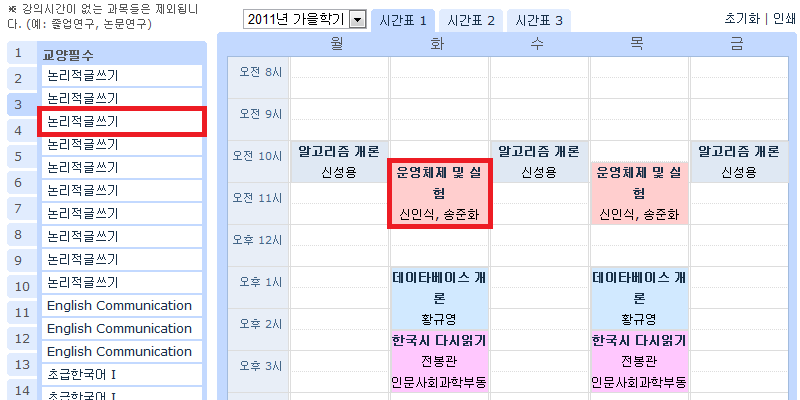 ※ 강의시간이 없는 과목들은 제외됩니
다. (예: 졸업연구, 논문연구)
1
2
3
4
5
6
7
8
9
10
11
12
13
14
교양필수
논리적글쓰기
논리적글쓰기
논리적글쓰기
논리적글쓰기
논리적글쓰기
논리적글쓰기
논리적글쓰기
논리적글쓰기
논리적글쓰기
논리적글쓰기
English Communication
English Communication
English Communication
초급한국어 I
초급한국어 I
2011년 가을학기 시간표 1 시간표 2 시간표 3 초기화 | 인쇄
월 화 수 목 금
오전 8시
오전 9시
오전 10시
오전 11시
오후 12시
오후 1시
오후 2시
오후 3시
알고리즘 개론
신성용
운영체제 및 실
험
신인식, 송준화
데이타베이스 개
론
황규영
한국시 다시읽기
전봉관
인문사회과학부동
알고리즘 개론
신성용
운영체제 및 실
험
신인식, 송준화
데이타베이스 개
론
황규영
한국시 다시읽기
전봉관
인문사회과학부동
알고리즘 개론
신성용